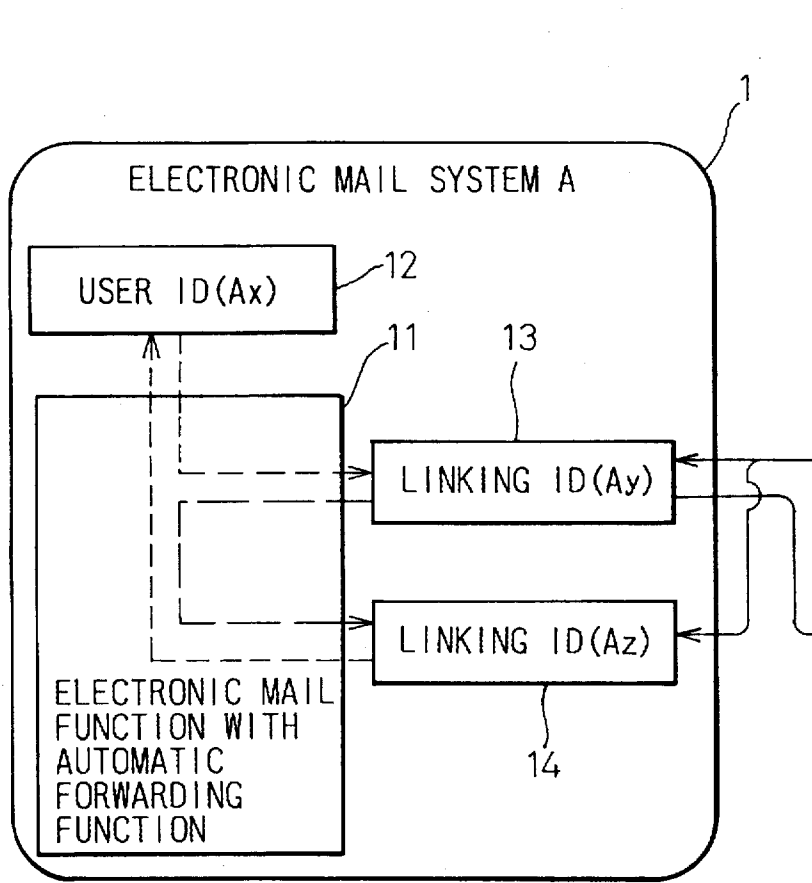 1
ELECTRONIC MAIL SYSTEM A
USER ID(Ax)
12
11
13
LINKING ID(Ay)
LINKING ID(Az)
14
ELECTRONIC MAIL
FUNCTION WITH
AUTOMATIC
FORWARDING
FUNCTION